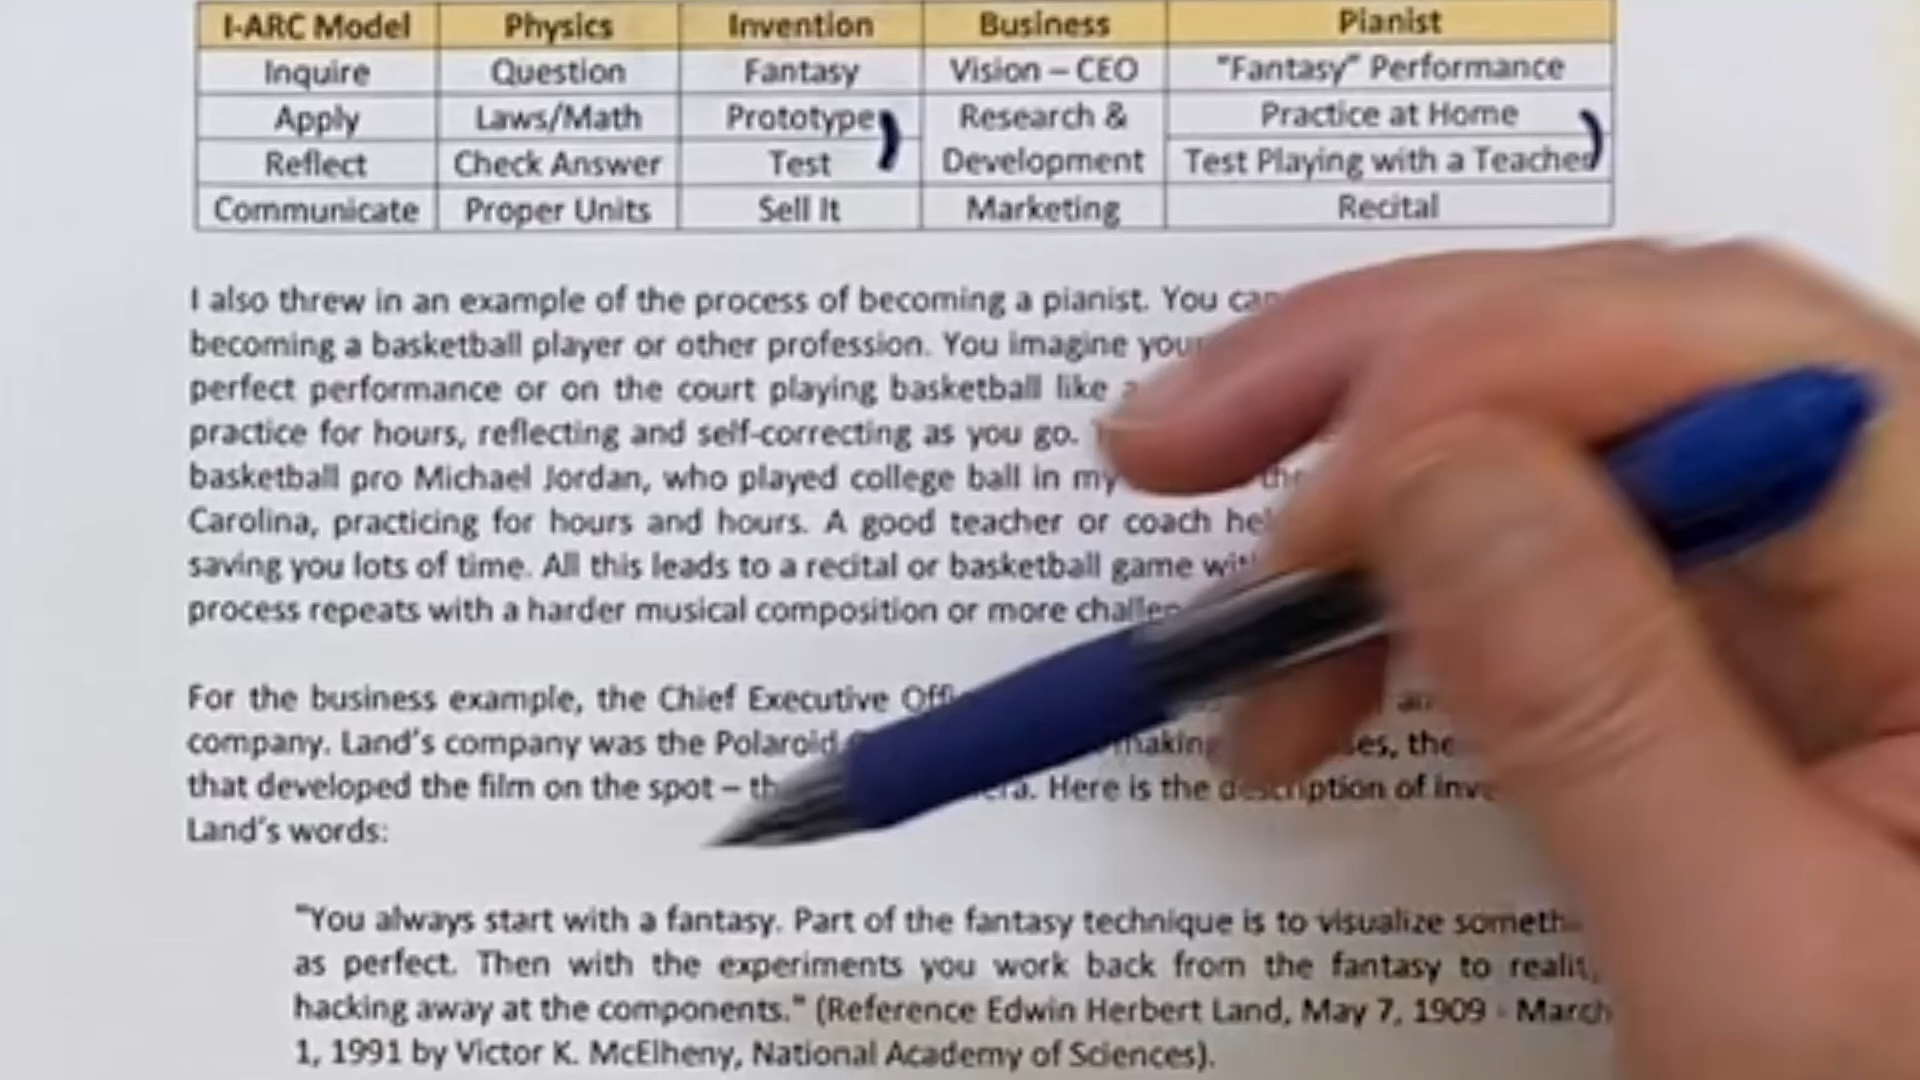 I-ARC Model Physics Invention Business Pianist
Inquire Question Fantasy Vision – CEO "Fantasy" Performance
Apply Laws/Math Prototype Research & Practice at Home
Reflect Check Answer Test Development Test Playing with a Teacher
Communicate Proper Units Sell It Marketing Recital
I also threw in an example of the process of becoming a pianist. You can
becoming a basketball player or other profession. You imagine
perfect performance or on the court playing basketball like
practice for hours, reflecting and self-correcting as you go.
basketball pro Michael Jordan, who played college ball in my
Carolina, practicing for hours and hours. A good teacher or coach
saving you lots of time. All this leads to a recital or basketball game
process repeats with a harder musical composition or more
For the business example, the Chief Executive
company. Land's company was the Polaroid making the
that developed the film on the spot – Here is the description of
Land's words:
"You always start with a fantasy. Part of the fantasy technique is to visualize
as perfect. Then with the experiments you work back from the fantasy to reality,
hacking away at the components." (Reference Edwin Herbert Land, May 7, 1909 - March
1, 1991 by Victor K. McElheny, National Academy of Sciences).